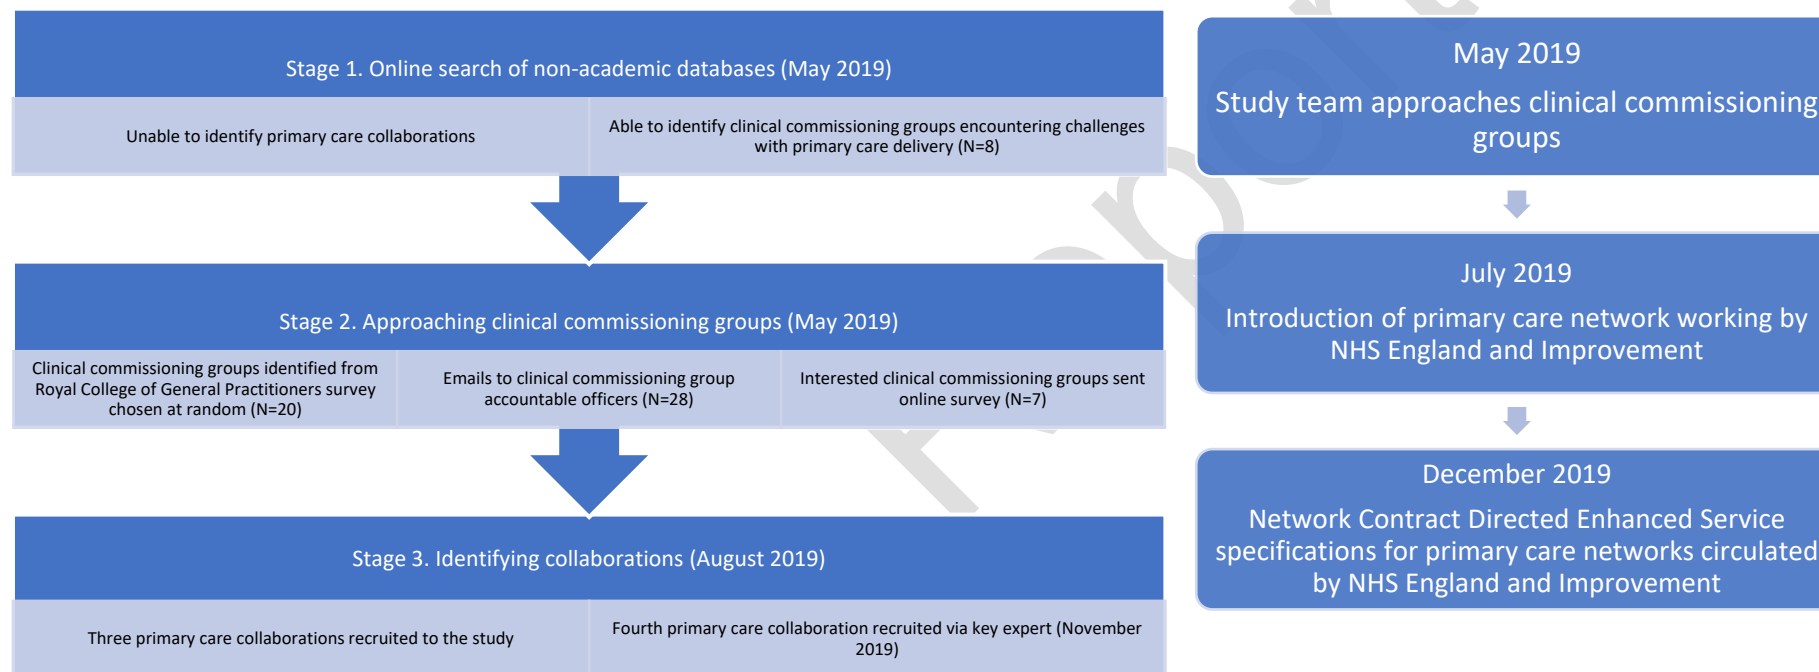 Stage 1. Online search of non-academic databases (May 2019)
Unable to identify primary care collaborations
Able to identify clinical commissioning groups encountering challenges
with primary care delivery (N=8)
Stage 2. Approaching clinical commissioning groups (May 2019)
Clinical commissioning groups identified from
Royal College of General Practitioners survey
chosen at random (N=20)
Emails to clinical commissioning group
accountable officers (N=28)
Interested clinical commissioning groups sent
online survey (N=7)
Stage 3. Identifying collaborations (August 2019)
Three primary care collaborations recruited to the study
Fourth primary care collaboration recruited via key expert (November
2019)
May 2019
Study team approaches clinical commissioning
groups
July 2019
Introduction of primary care network working by
NHS England and Improvement
December 2019
Network Contract Directed Enhanced Service
specifications for primary care networks circulated
by NHS England and Improvement